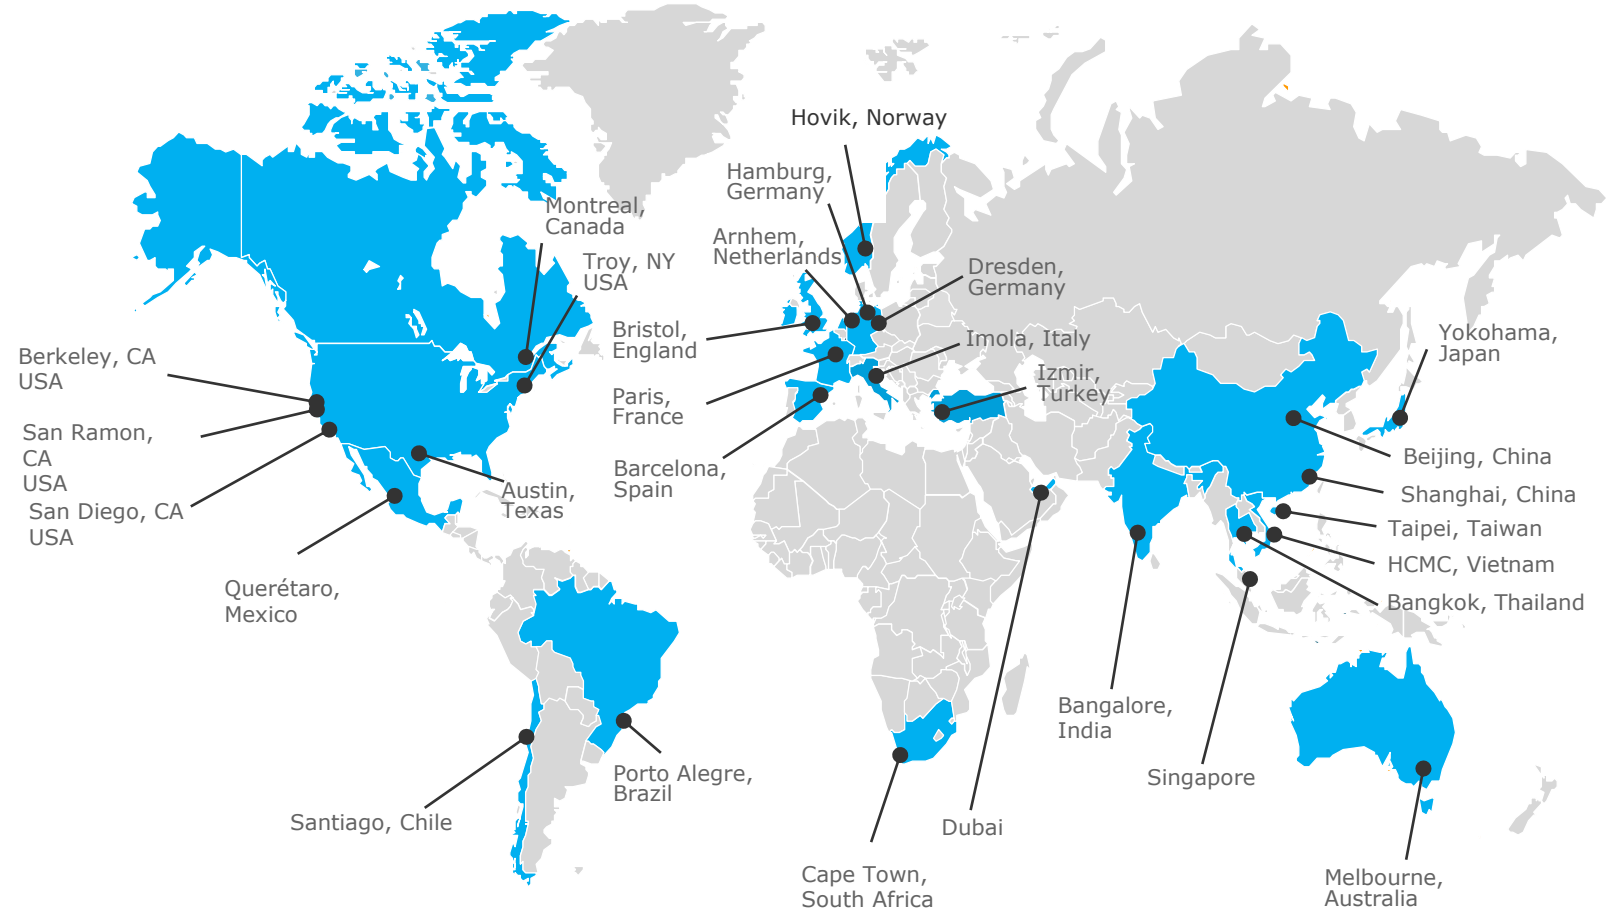 Hovik, Norway
Hamburg,
Germany
Montreal,
Canada
Arnhem,
Netherlands
Troy, NY
USA
Dresden,
Germany
Bristol,
England
Imola, Italy
Yokohama,
Japan
Berkeley, CA
USA
Izmir,
Turkey
Paris,
France
San Ramon,
CA
USA
Barcelona,
Spain
Beijing, China
Austin,
Texas
Shanghai, China
San Diego, CA
USA
Taipei, Taiwan
HCMC, Vietnam
Querétaro,
Mexico
Bangkok, Thailand
Bangalore,
India
Porto Alegre,
Brazil
Singapore
Santiago, Chile
Dubai
Cape Town,
South Africa
Melbourne,
Australia